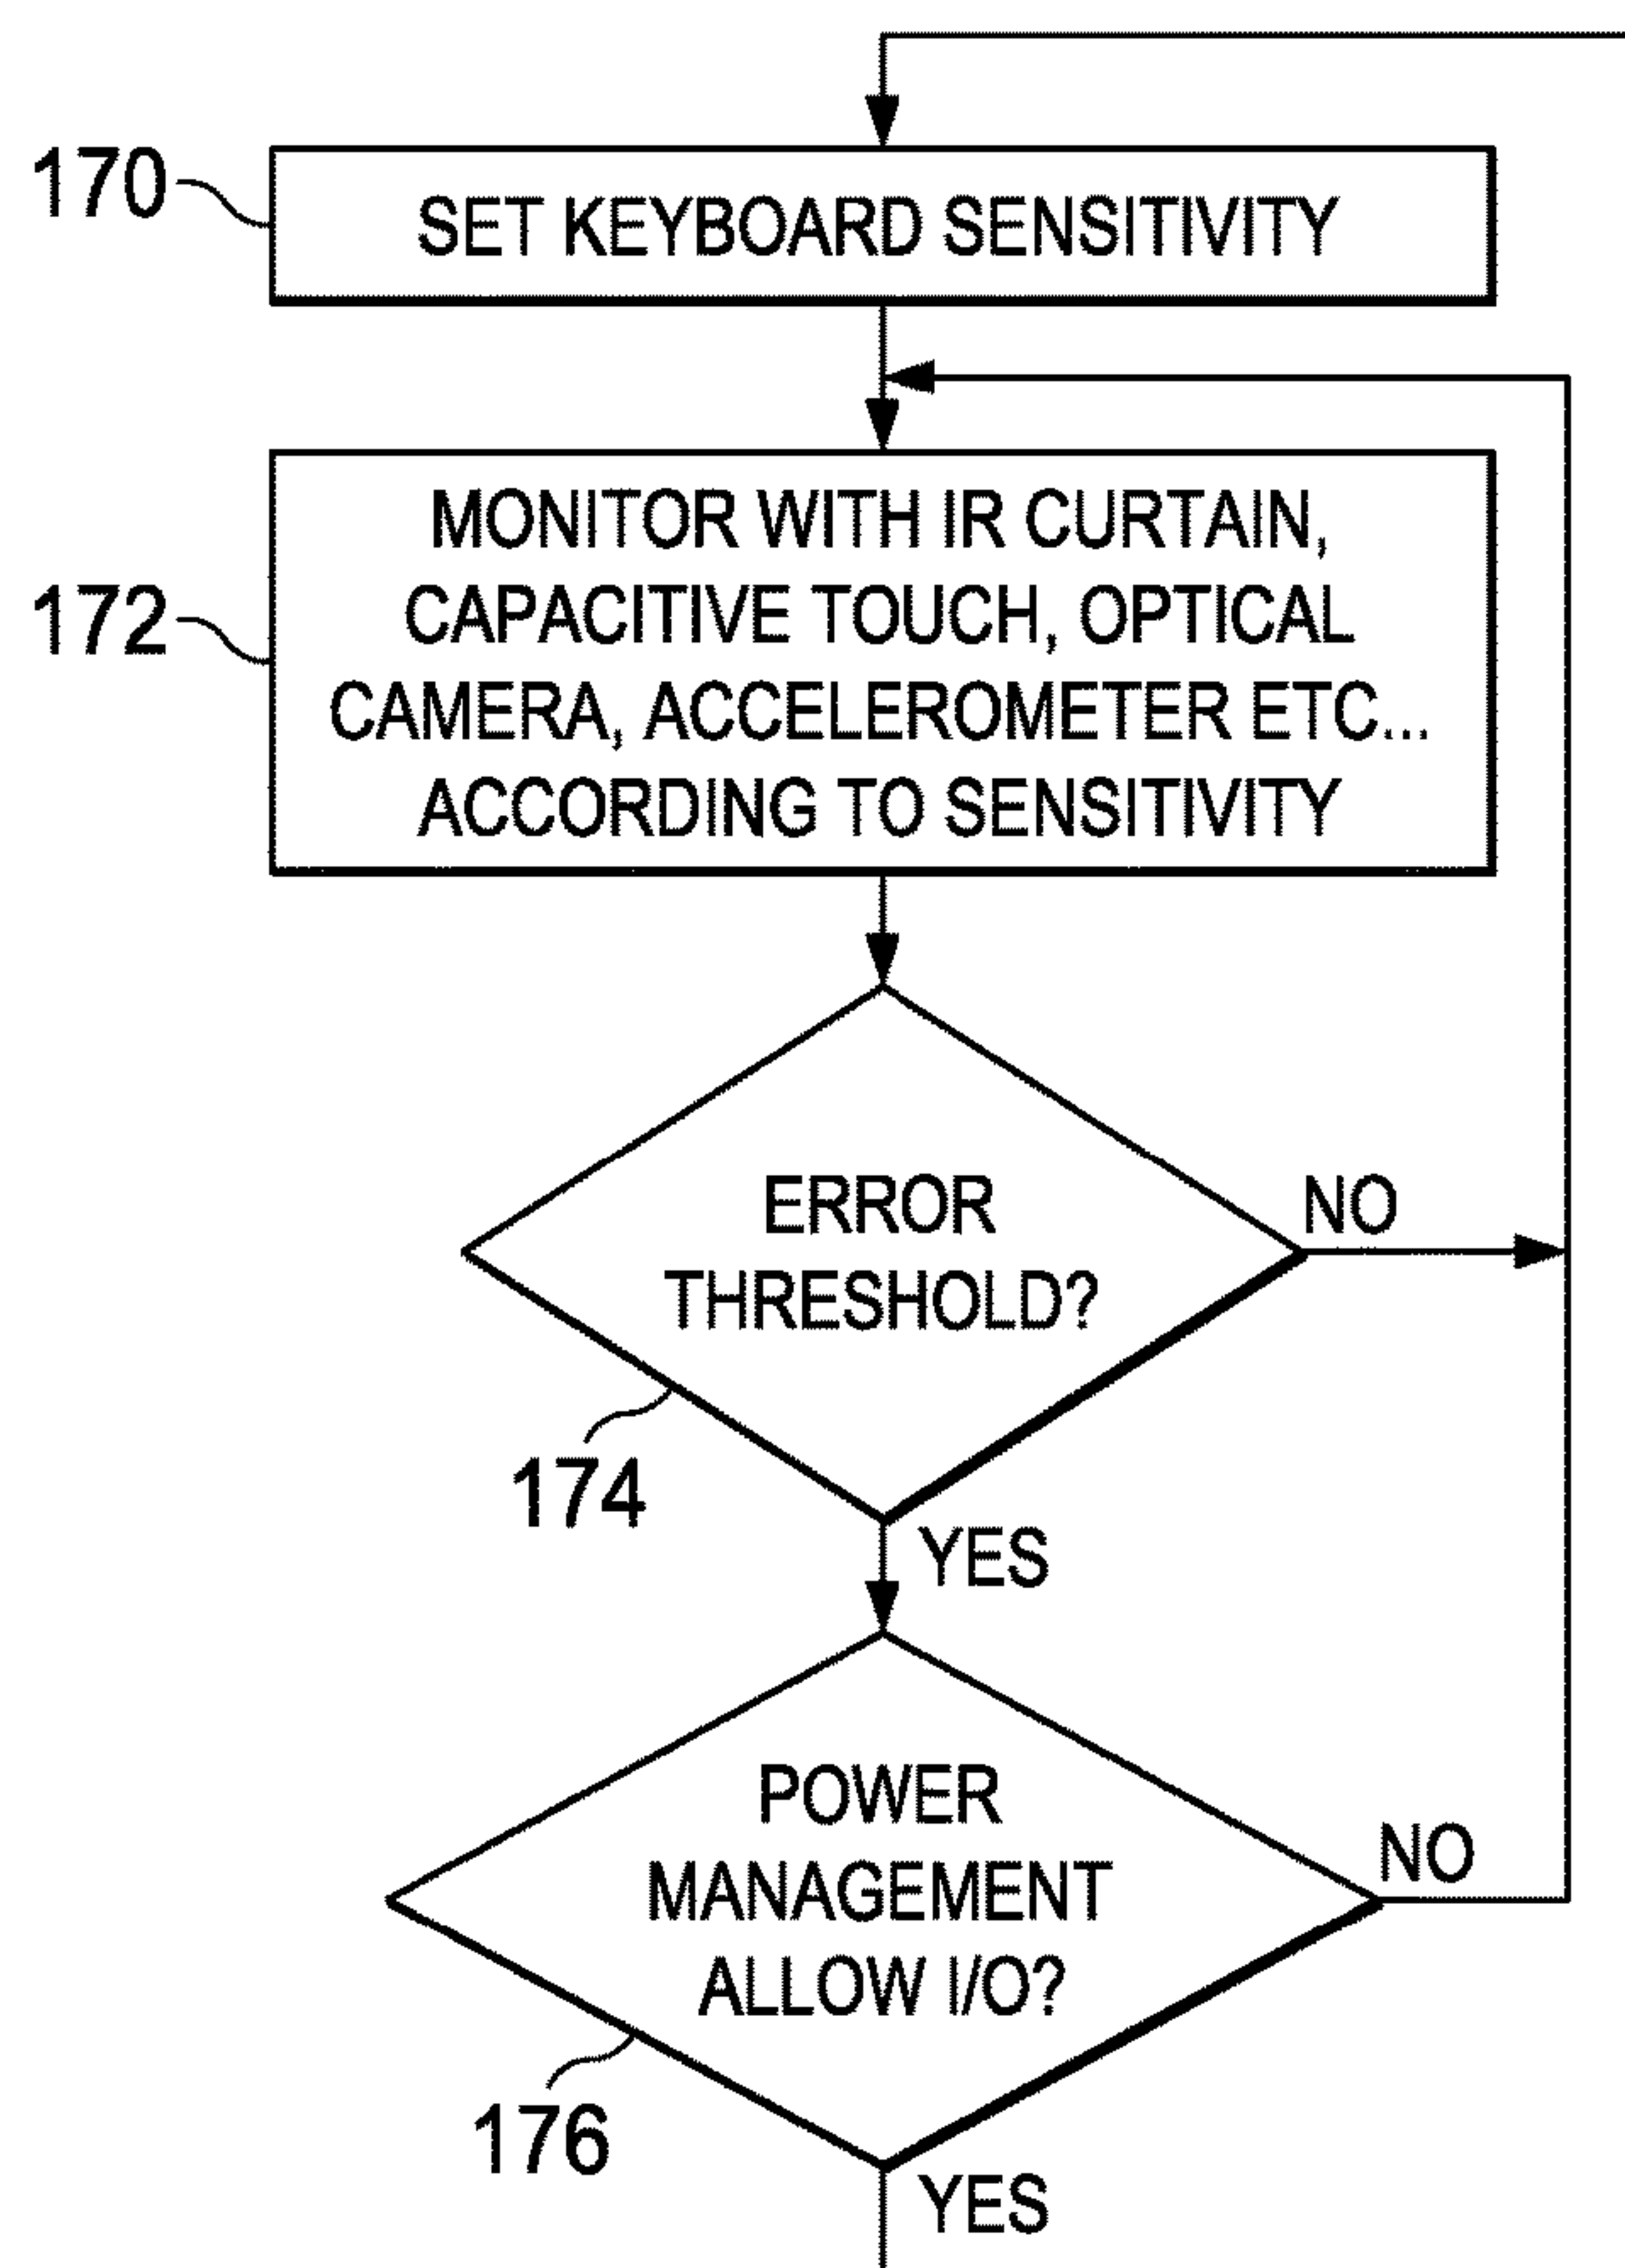 170
SET KEYBOARD SENSITIVITY
172
MONITOR WITH IR CURTAIN,
CAPACITIVE TOUCH, OPTICAL
CAMERA, ACCELEROMETER ETC...
ACCORDING TO SENSITIVITY
ERROR
THRESHOLD?
NO
174
YES
POWER
MANAGEMENT
ALLOW I/O?
NO
176
YES